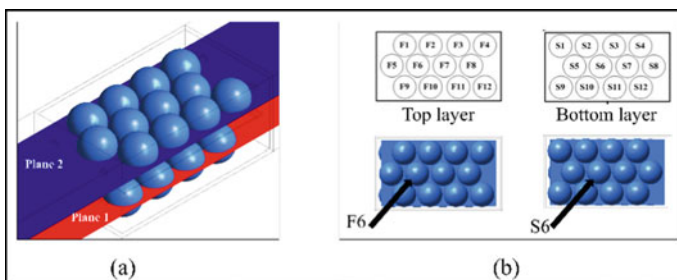 Plane 2
Plane 1
(a)
F1 F2 F3 F4
F5 F6 F7 F8
F9 F10 F11 F12
Top layer
S1 S2 S3 S4
S5 S6 S7 S8
S9 S10 S11 S12
Bottom layer
F6
S6
(b)